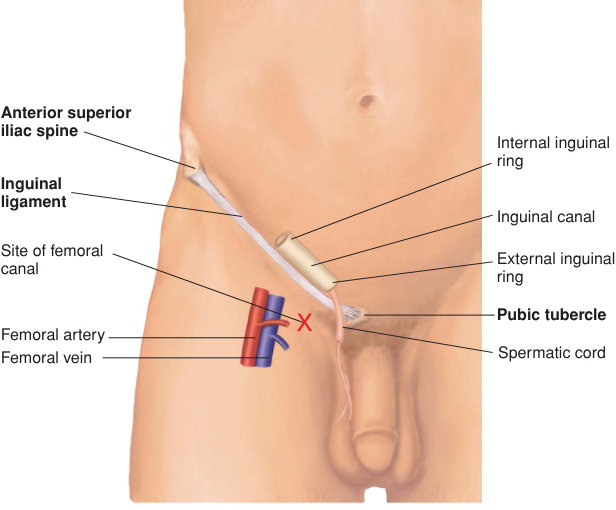 Anterior superior
iliac spine
Inguinal
ligament
Site of femoral
canal
Femoral artery
Femoral vein
X
Internal inguinal
ring
Inguinal canal
External inguinal
ring
Pubic tubercle
Spermatic cord